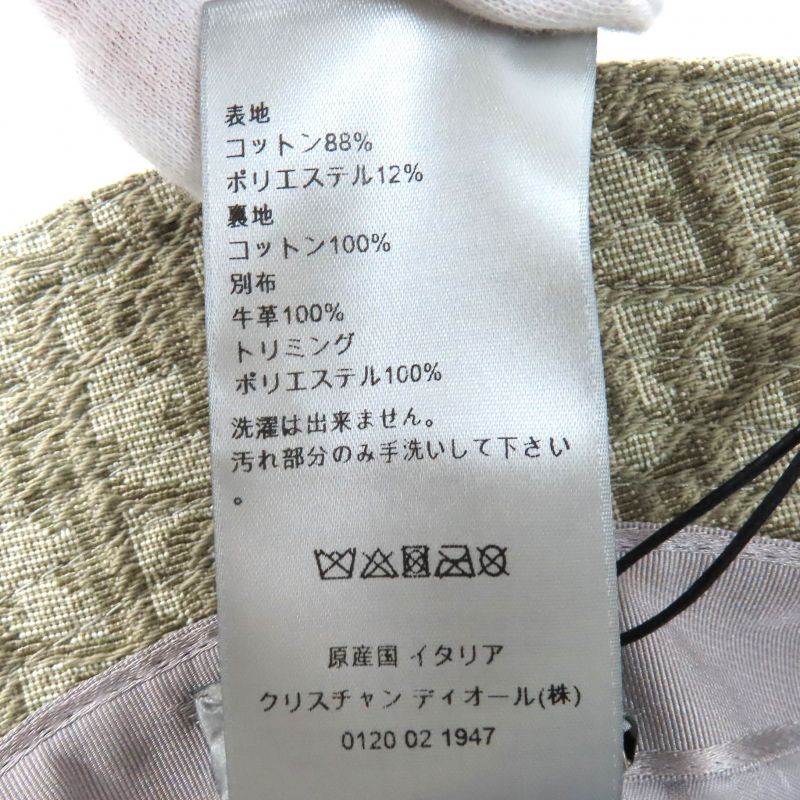 表地
コットン88%
ポリエステル12%
裏地
コットン100%
別布
牛革100%
トリミング
ポリエステル100%
洗濯は出来ません。
汚れ部分のみ手洗いして下さい
。
原産国 イタリア
クリスチャン ディオール(株)
0120 02 1947